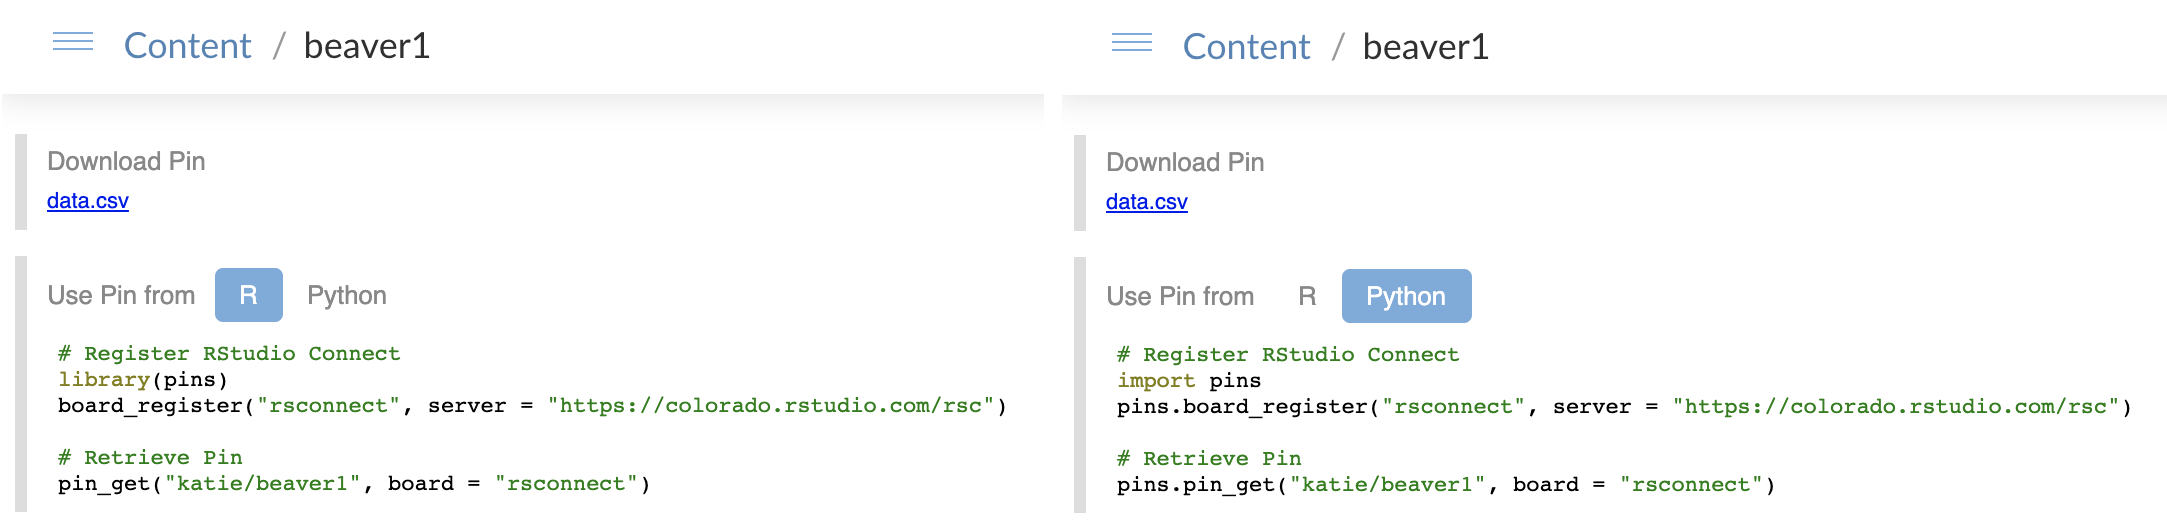 Content / beaver1
Download Pin
data.csv
Use Pin from R Python
# Register RStudio Connect
library(pins)
board_register("rsconnect", server = "https://colorado.rstudio.com/rsc")
# Retrieve Pin
pin_get("katie/beaver1", board = "rsconnect")
Content / beaver1
Download Pin
data.csv
Use Pin from R Python
# Register RStudio Connect
import pins
pins.board_register("rsconnect", server = "https://colorado.rstudio.com/rsc")
# Retrieve Pin
pins.pin_get("katie/beaver1", board = "rsconnect")